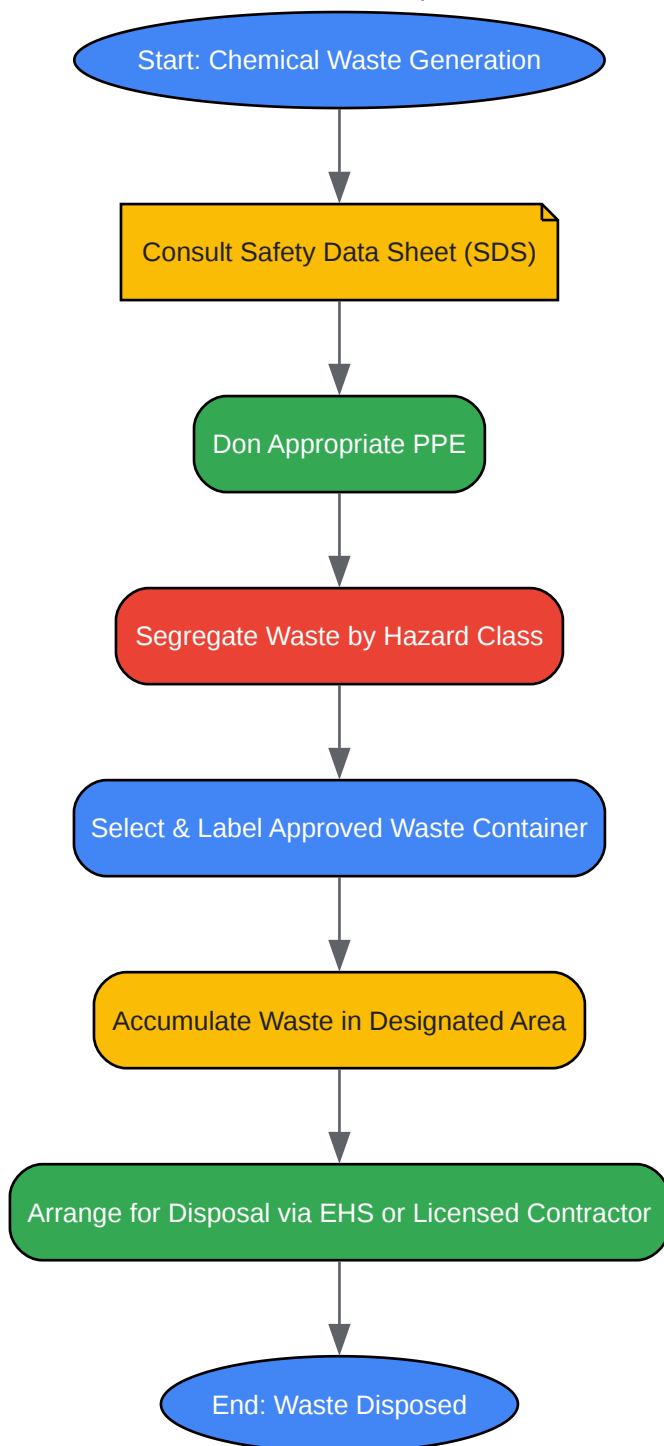 Start: Chemical Waste Generation
Consult Safety Data Sheet (SDS)
Don Appropriate PPE
Segregate Waste by Hazard Class
Select & Label Approved Waste Container
Accumulate Waste in Designated Area
Arrange for Disposal via EHS or Licensed Contractor
End: Waste Disposed